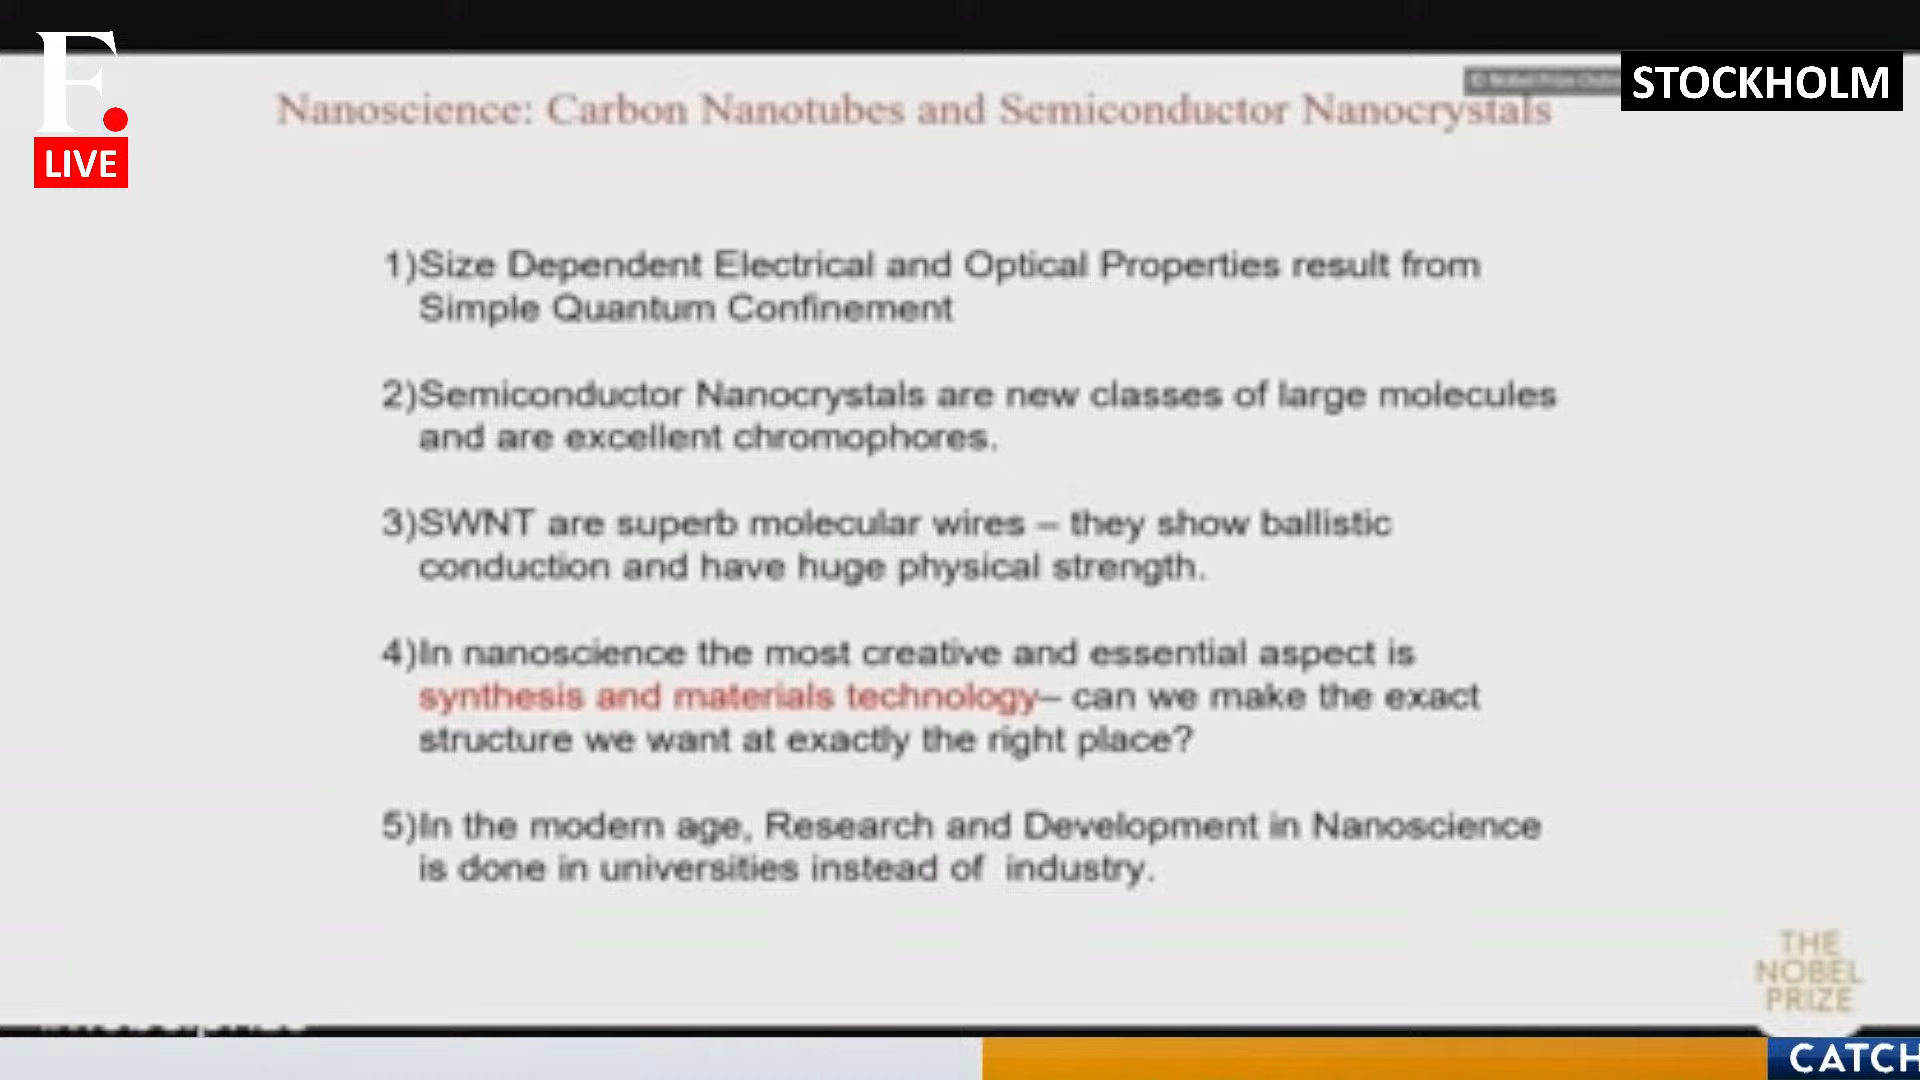 STOCKHOLM
LIVE
Nanoscience: Carbon Nanotubes and Semiconductor Nanocrystals
1)Size Dependent Electrical and Optical Properties result from
Simple Quantum Confinement
2)Semiconductor Nanocrystals are new classes of large molecules
and are excellent chromophores.
3)SWNT are superb molecular wires – they show ballistic
conduction and have huge physical strength.
4)In nanoscience the most creative and essential aspect is
synthesis and materials technology– can we make the exact
structure we want at exactly the right place?
5)In the modern age, Research and Development in Nanoscience
is done in universities instead of industry.
THE
NOBEL
PRIZE
CATCH